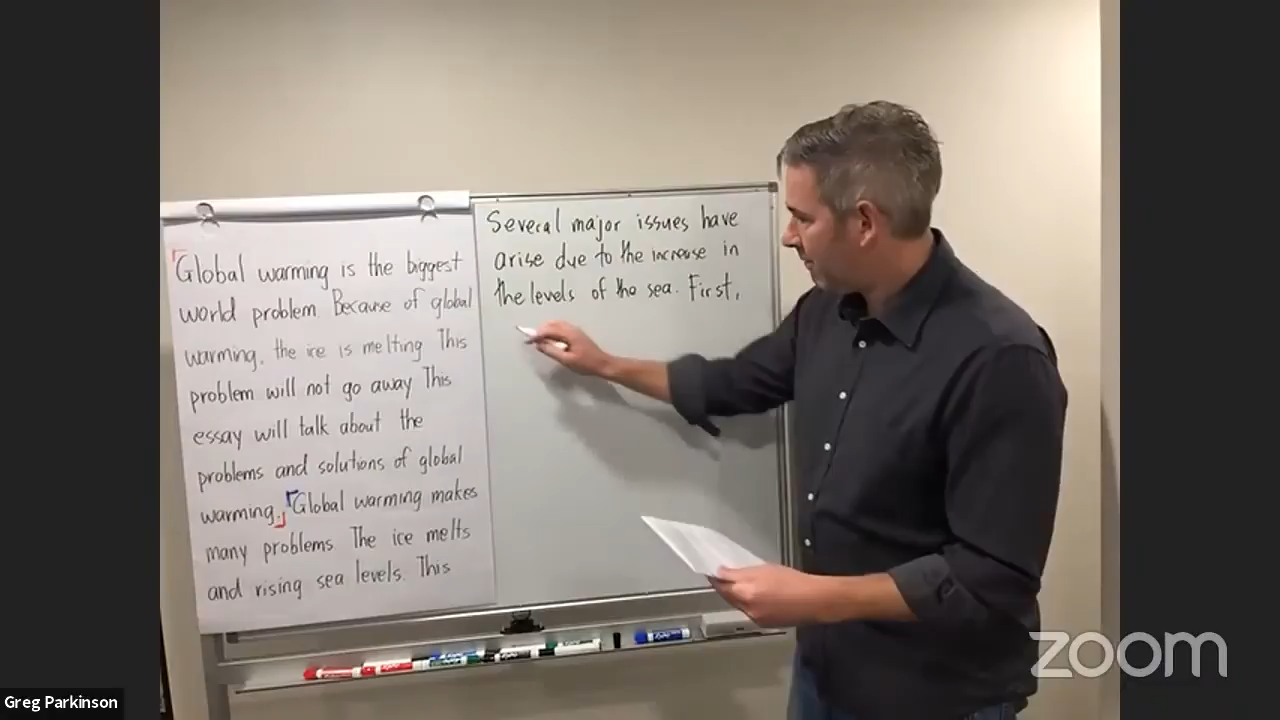 Global warming is the biggest
world problem. Because of global
warming, the ice is melting This
problem will not go away This
essay will talk about the
problems and solutions of global
warming. Global warming makes
many problems. The ice melts
and rising sea levels. This
Several major issues have
arise due to the increase in
the levels of the sea. First,
zoom
Greg Parkinson